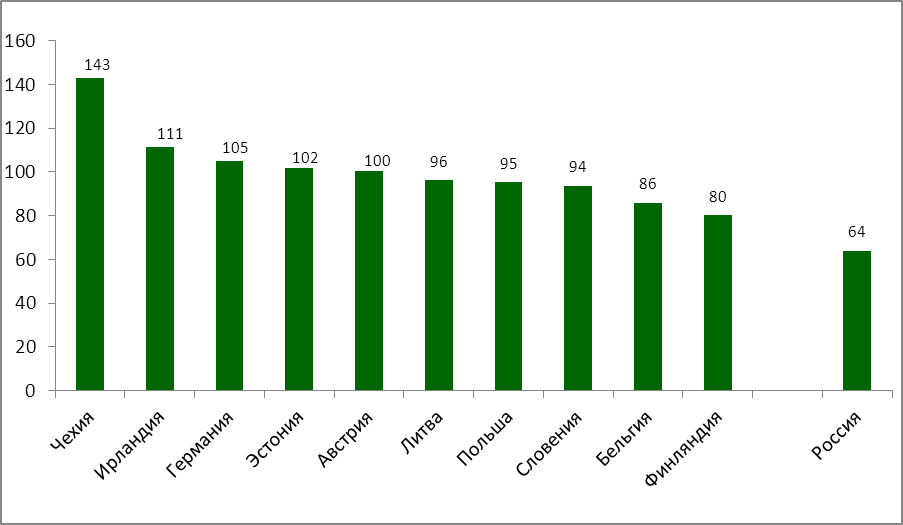 160
140
120
100
80
60
40
20
0
143
111
105
102
100
96
95
94
86
80
64
Чехия
Ирландия
Германия
Эстония
Австрия
Литва
Польша
Словения
Бельгия
Финляндия
Россия